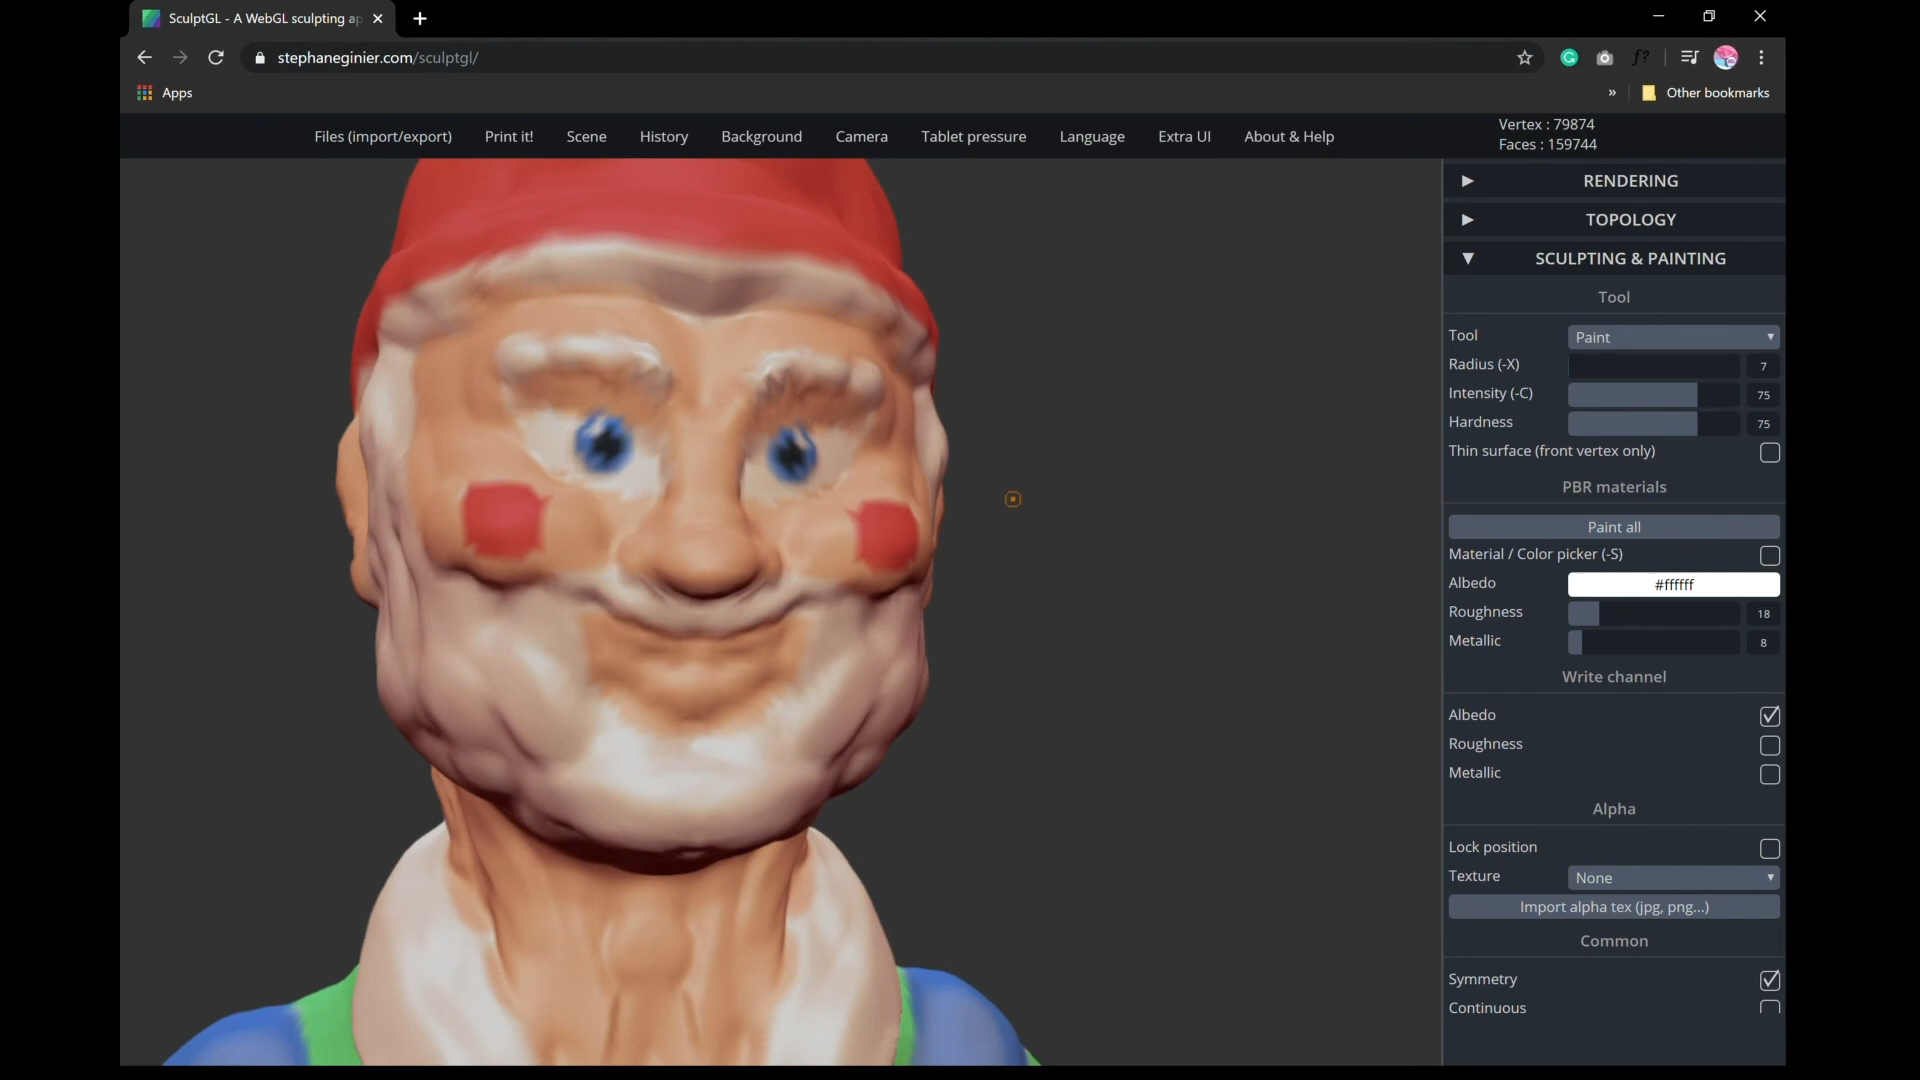 SculptGL - A WebGL sculpting ap
stephaneginier.com/sculptgl/
f?
Apps
»
Other bookmarks
Files (import/export) Print it! Scene History Background Camera Tablet pressure Language Extra UI About & Help
Vertex : 79874
Faces : 159744
RENDERING
TOPOLOGY
SCULPTING & PAINTING
Tool
Tool Paint
Radius (-X) 7
Intensity (-C) 75
Hardness 75
Thin surface (front vertex only)
PBR materials
Paint all
Material / Color picker (-S)
Albedo #ffffff
Roughness 18
Metallic 8
Write channel
Albedo
Roughness
Metallic
Alpha
Lock position
Texture None
Import alpha tex (jpg, png...)
Common
Symmetry
Continuous